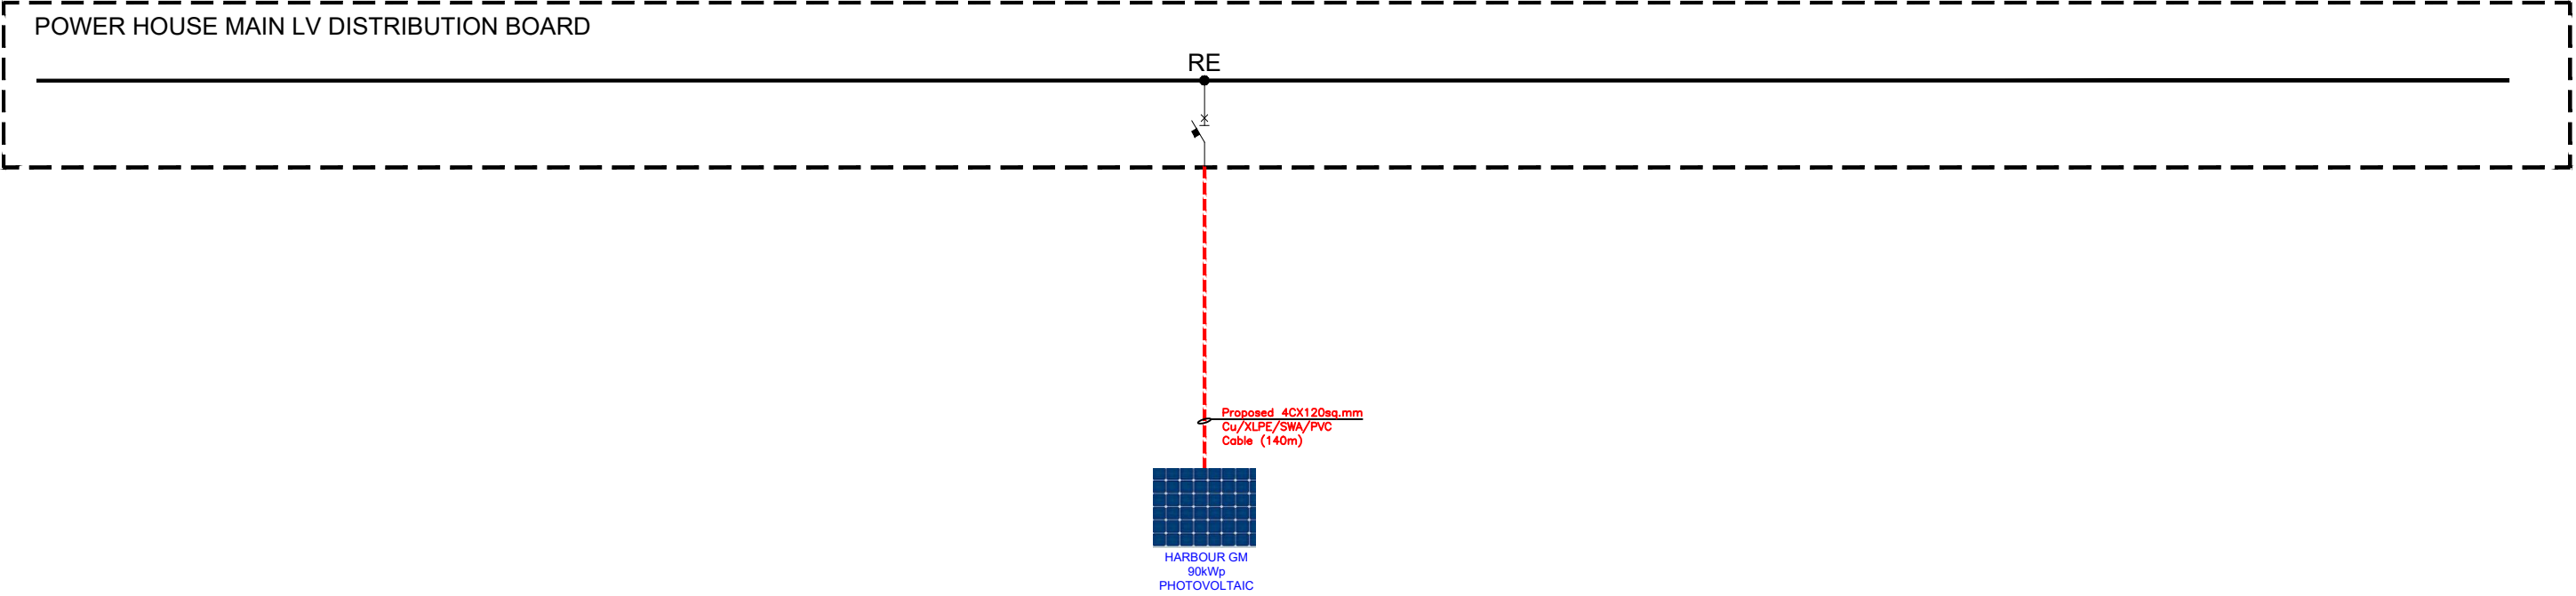 POWER HOUSE MAIN LV DISTRIBUTION BOARD
RE
Proposed 4CX120sq.mm
Cu/XLPE/SWA/PVC
Cable (140m)
HARBOUR GM
90kWp
PHOTOVOLTAIC